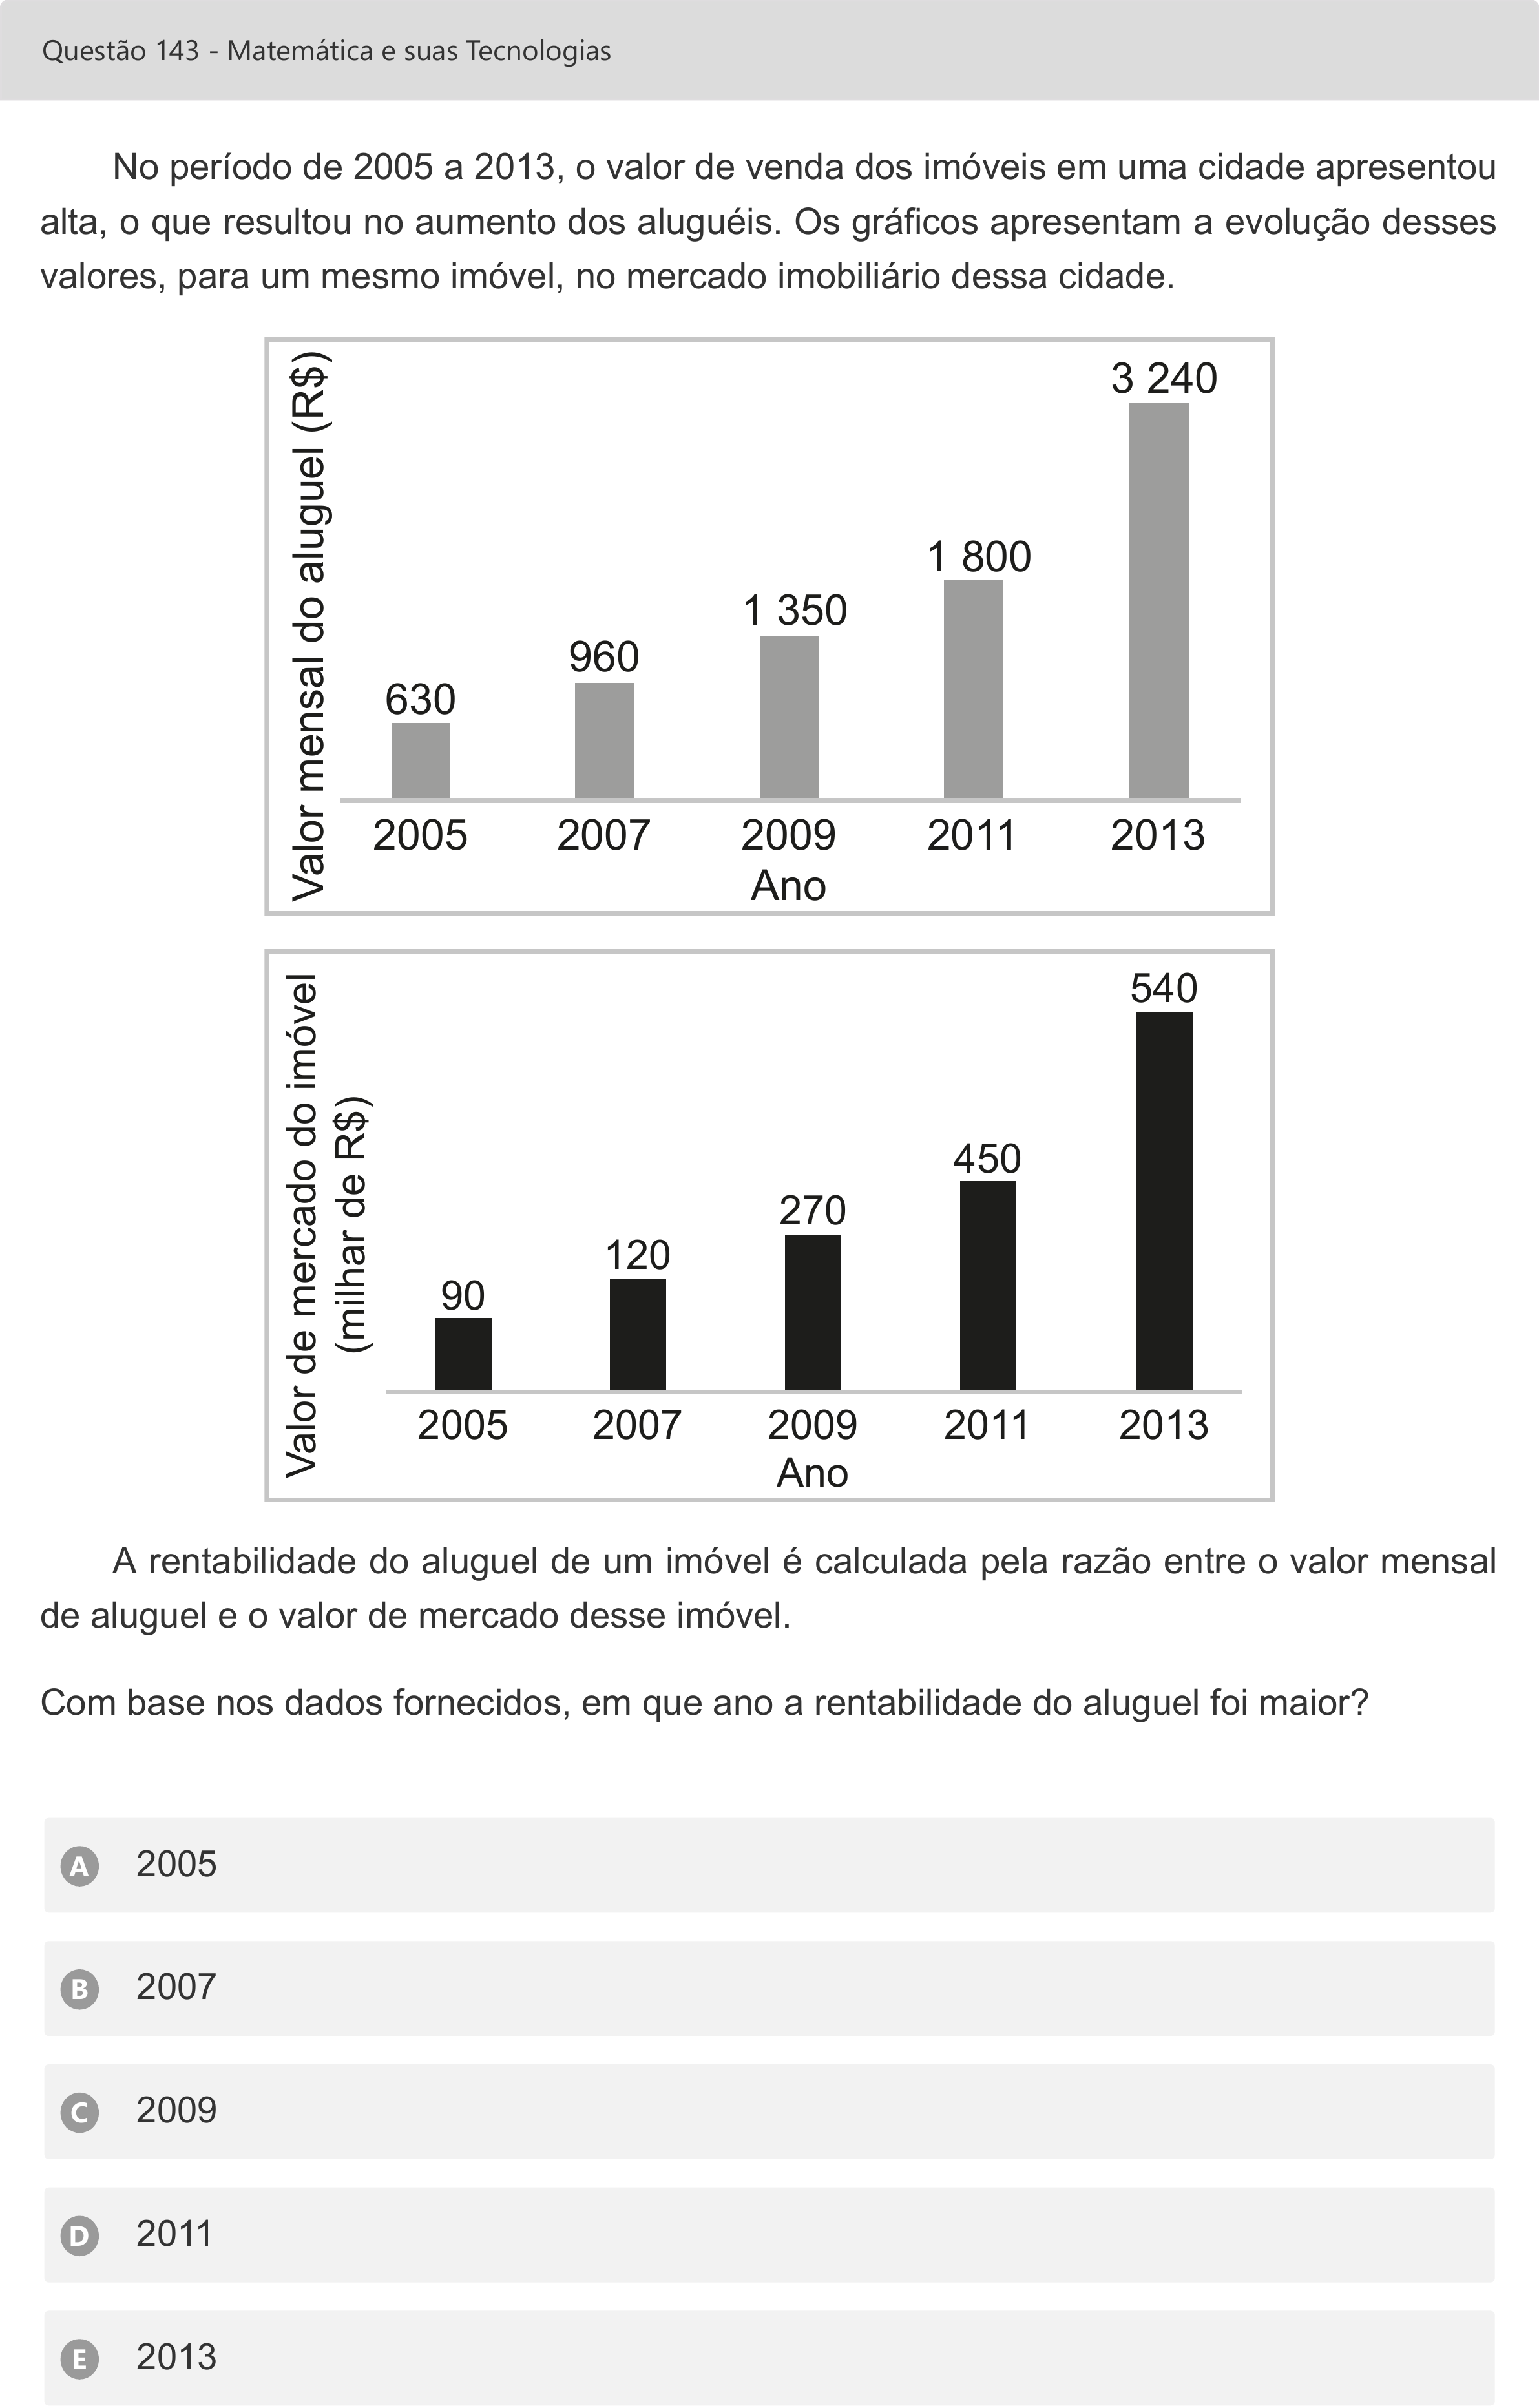 Questão 143 - Matemática e suas Tecnologias
No período de 2005 a 2013, o valor de venda dos imóveis em uma cidade apresentou
alta, o que resultou no aumento dos aluguéis. Os gráficos apresentam a evolução desses
valores, para um mesmo imóvel, no mercado imobiliário dessa cidade.
Valor mensal do aluguel (R$)
3 240
1 800
1 350
960
630
2005 2007 2009 2011 2013
Ano
Valor de mercado do imóvel
(milhar de R$)
540
450
270
120
90
2005 2007 2009 2011 2013
Ano
A rentabilidade do aluguel de um imóvel é calculada pela razão entre o valor mensal
de aluguel e o valor de mercado desse imóvel.
Com base nos dados fornecidos, em que ano a rentabilidade do aluguel foi maior?
A 2005
B 2007
C 2009
D 2011
E 2013